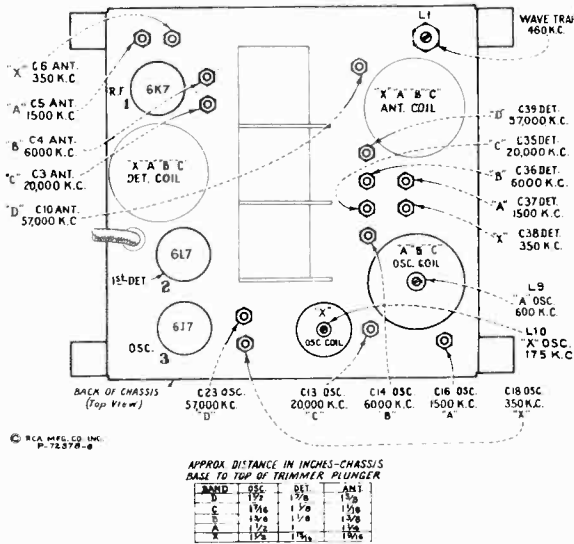 L1
WAVE TRA
460 K.C.
"X" C6 ANT.
350 K.C.
"A" C5 ANT.
1500 K.C.
"B" C4 ANT.
6000 K.C.
"C" C3 ANT.
20,000 K.C.
"D" C10 ANT.
57,000 K.C.
R.F.
1
6K7
"X" A B C
DET. COIL
"X" A B C
ANT. COIL
"D" C39 DET.
57,000 K.C.
"C" C35 DET.
20,000 K.C.
"B" C36 DET.
6000 K.C.
"A" C37 DET.
1500 K.C.
"X" C38 DET.
350 K.C.
6L7
1st DET.
2
6J7
OSC.
3
"X"
OSC COIL
"A" B C
OSC. COIL
L9
"A" OSC.
600 K.C.
L10
"X" OSC.
175 K.C.
BACK OF CHASSIS
(Top View)
C23 OSC.
57,000 K.C.
"D"
C13 OSC.
20,000 K.C.
"C"
C14 OSC
6000 K.C.
"B"
C16 OSC
1500 K.C.
"A"
C18 OSC.
350 K.C.
"X"
© RCA MFG. CO. INC.
P-72378-
APPROX. DISTANCE IN INCHES-CHASSIS
BASE TO TOP OF TRIMMER PLUNGER
BAND OSC. DET. ANT.
D
C
B
A 1 1/2
X